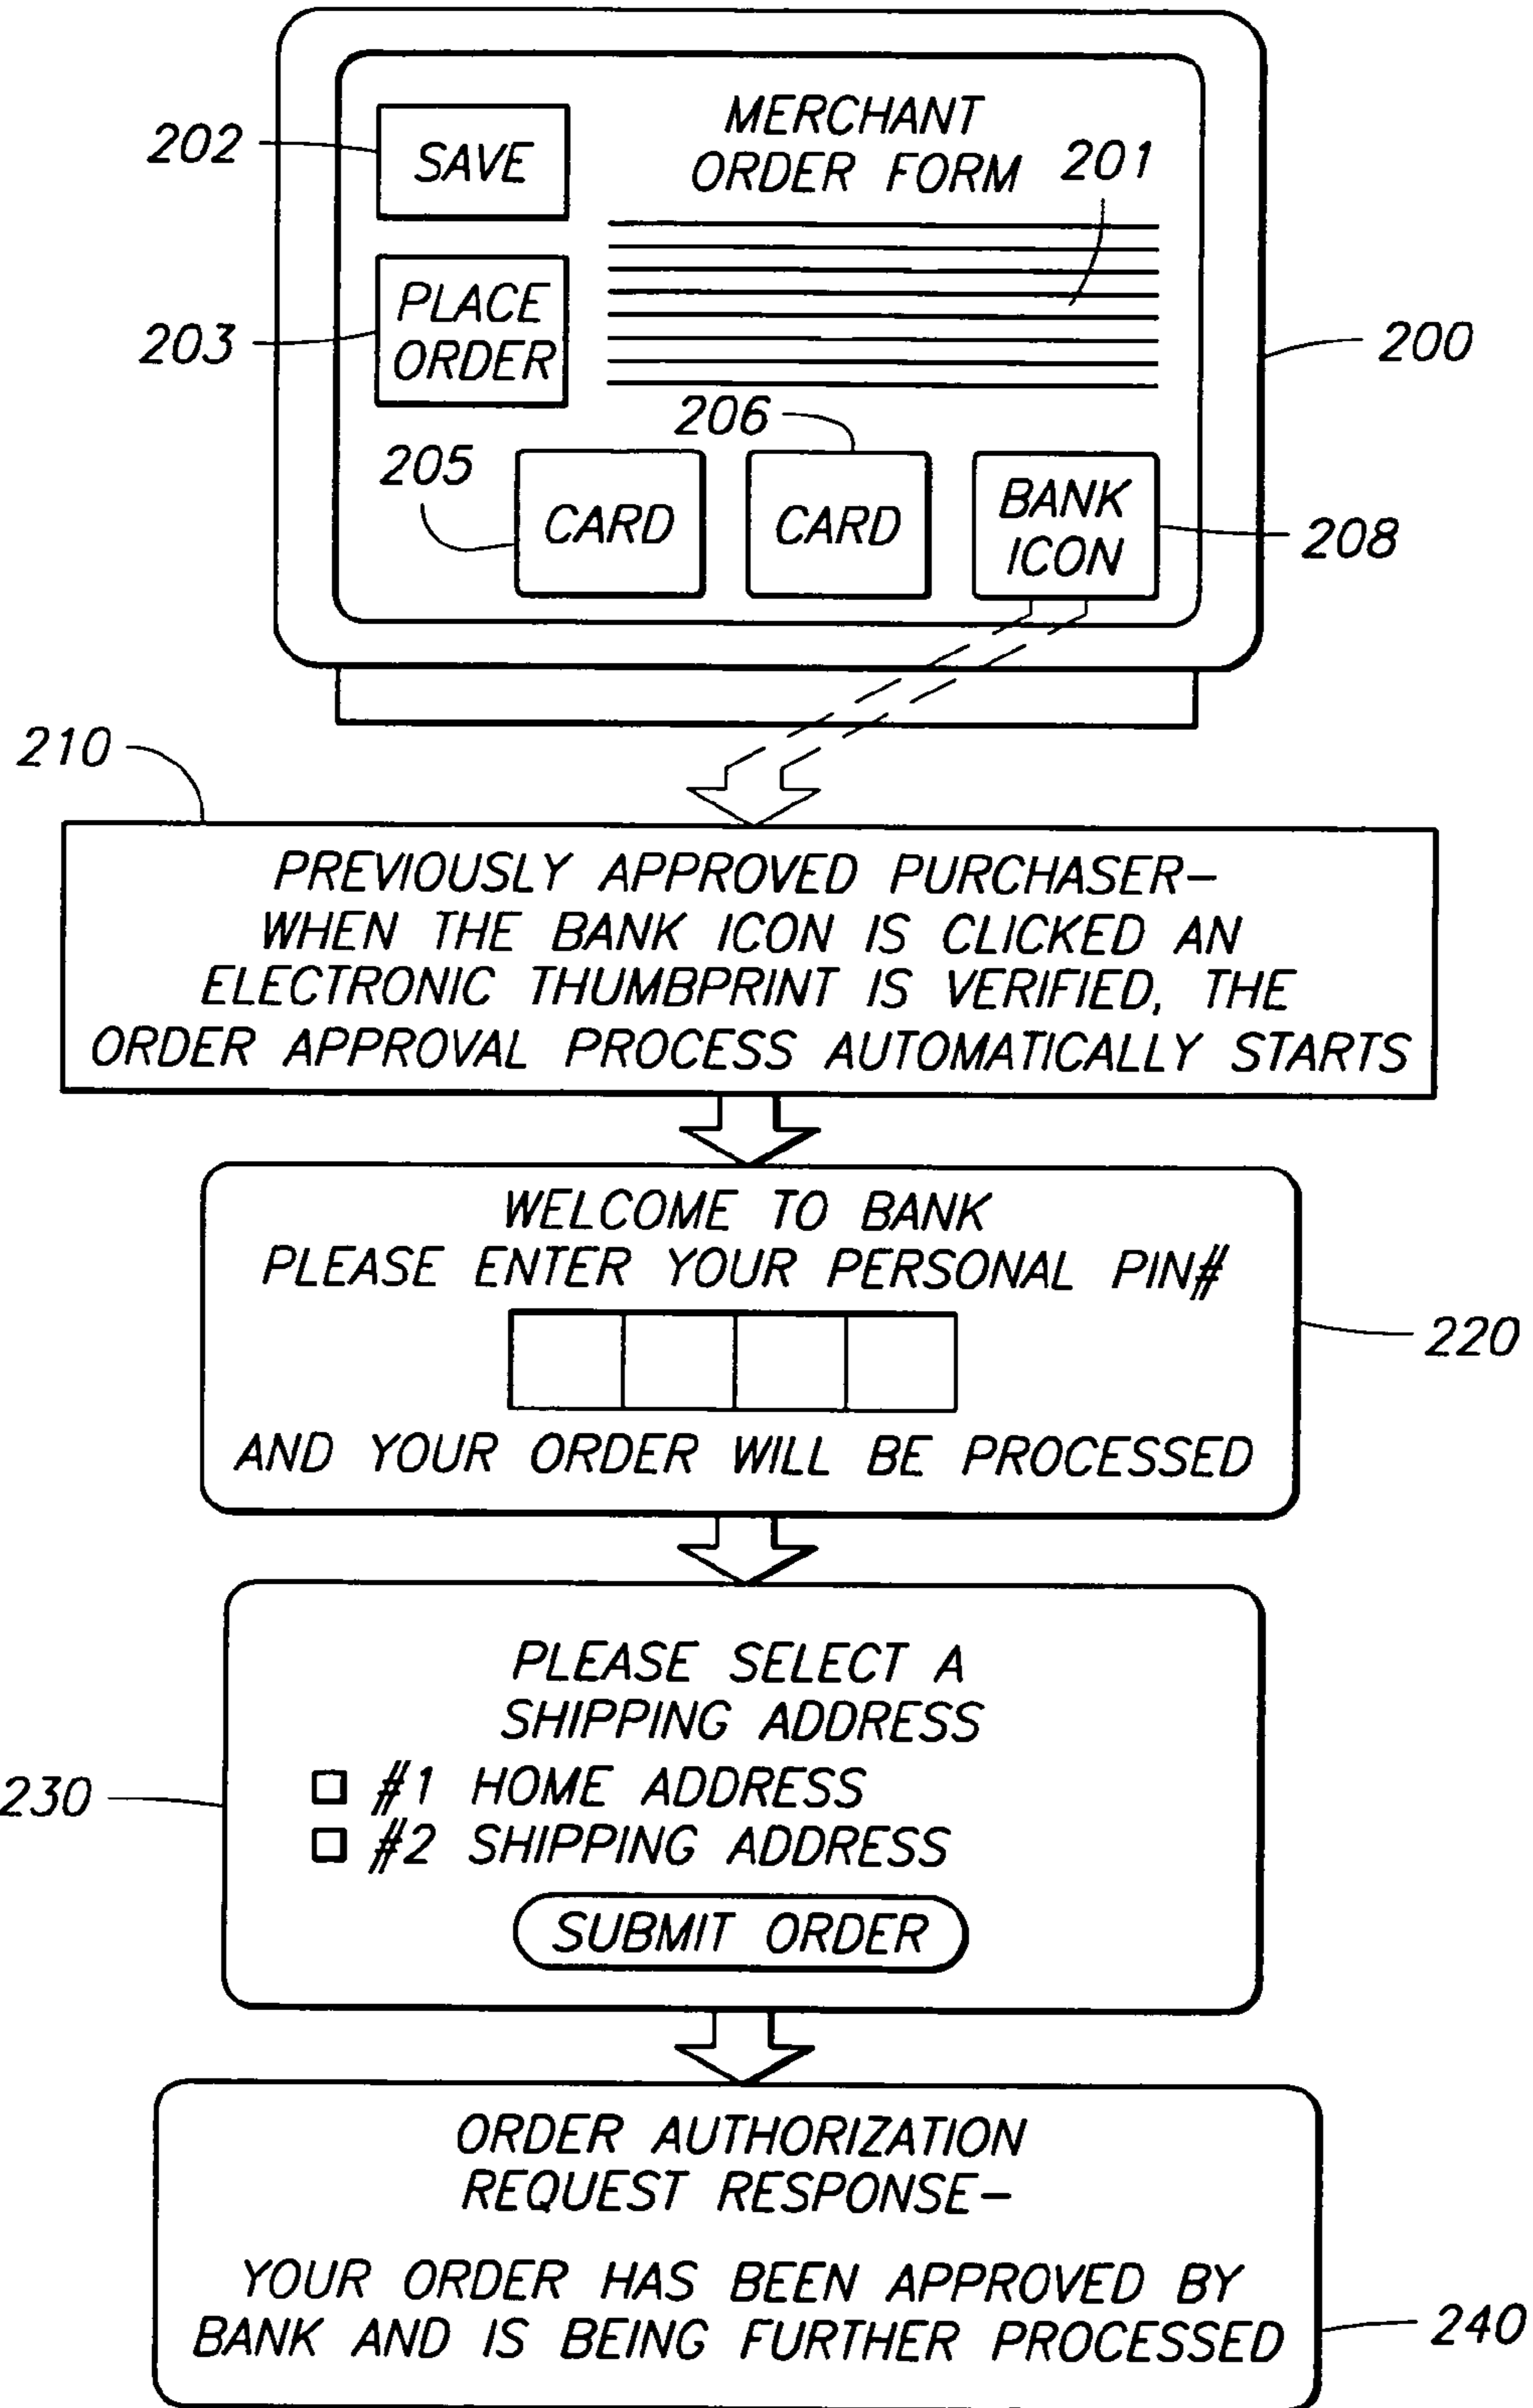 MERCHANT
ORDER FORM
201
202
SAVE
203
PLACE
ORDER
200
206
205
CARD
CARD
BANK
ICON
208
210
PREVIOUSLY APPROVED PURCHASER–
WHEN THE BANK ICON IS CLICKED AN
ELECTRONIC THUMBPRINT IS VERIFIED, THE
ORDER APPROVAL PROCESS AUTOMATICALLY STARTS
WELCOME TO BANK
PLEASE ENTER YOUR PERSONAL PIN#
220
AND YOUR ORDER WILL BE PROCESSED
PLEASE SELECT A
SHIPPING ADDRESS
230
#1 HOME ADDRESS
#2 SHIPPING ADDRESS
SUBMIT ORDER
ORDER AUTHORIZATION
REQUEST RESPONSE–
YOUR ORDER HAS BEEN APPROVED BY
BANK AND IS BEING FURTHER PROCESSED
240